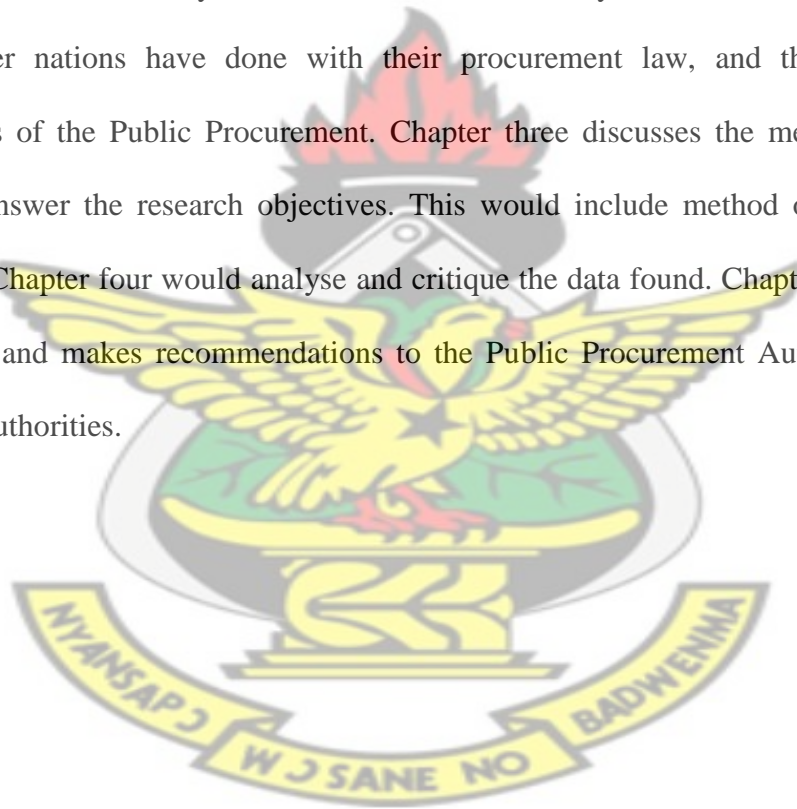 er nations have done with their procurement law, and th
s of the Public Procurement. Chapter three discusses the me
nswer the research objectives. This would include method o
Chapter four would analyse and critique the data found. Chapt
and makes recommendations to the Public Procurement Au
uthorities.
NYANSAPƆ
WƆSANE NO
BADWENMA